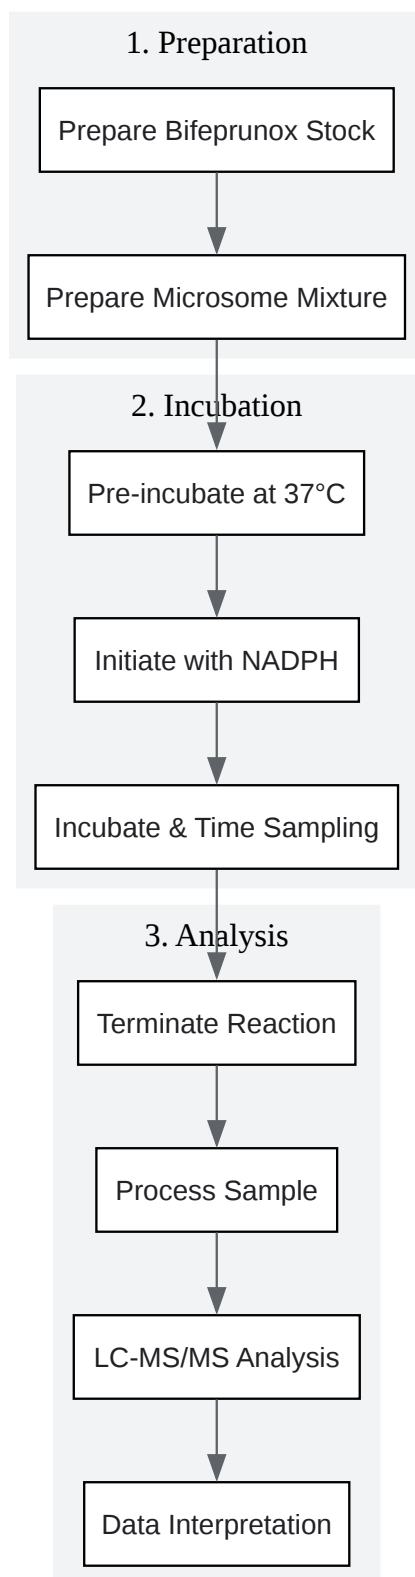 1. Preparation
Prepare Bifeprunox Stock
Prepare Microsome Mixture
2. Incubation
Pre-incubate at 37°C
Initiate with NADPH
Incubate & Time Sampling
3. Analysis
Terminate Reaction
Process Sample
LC-MS/MS Analysis
Data Interpretation